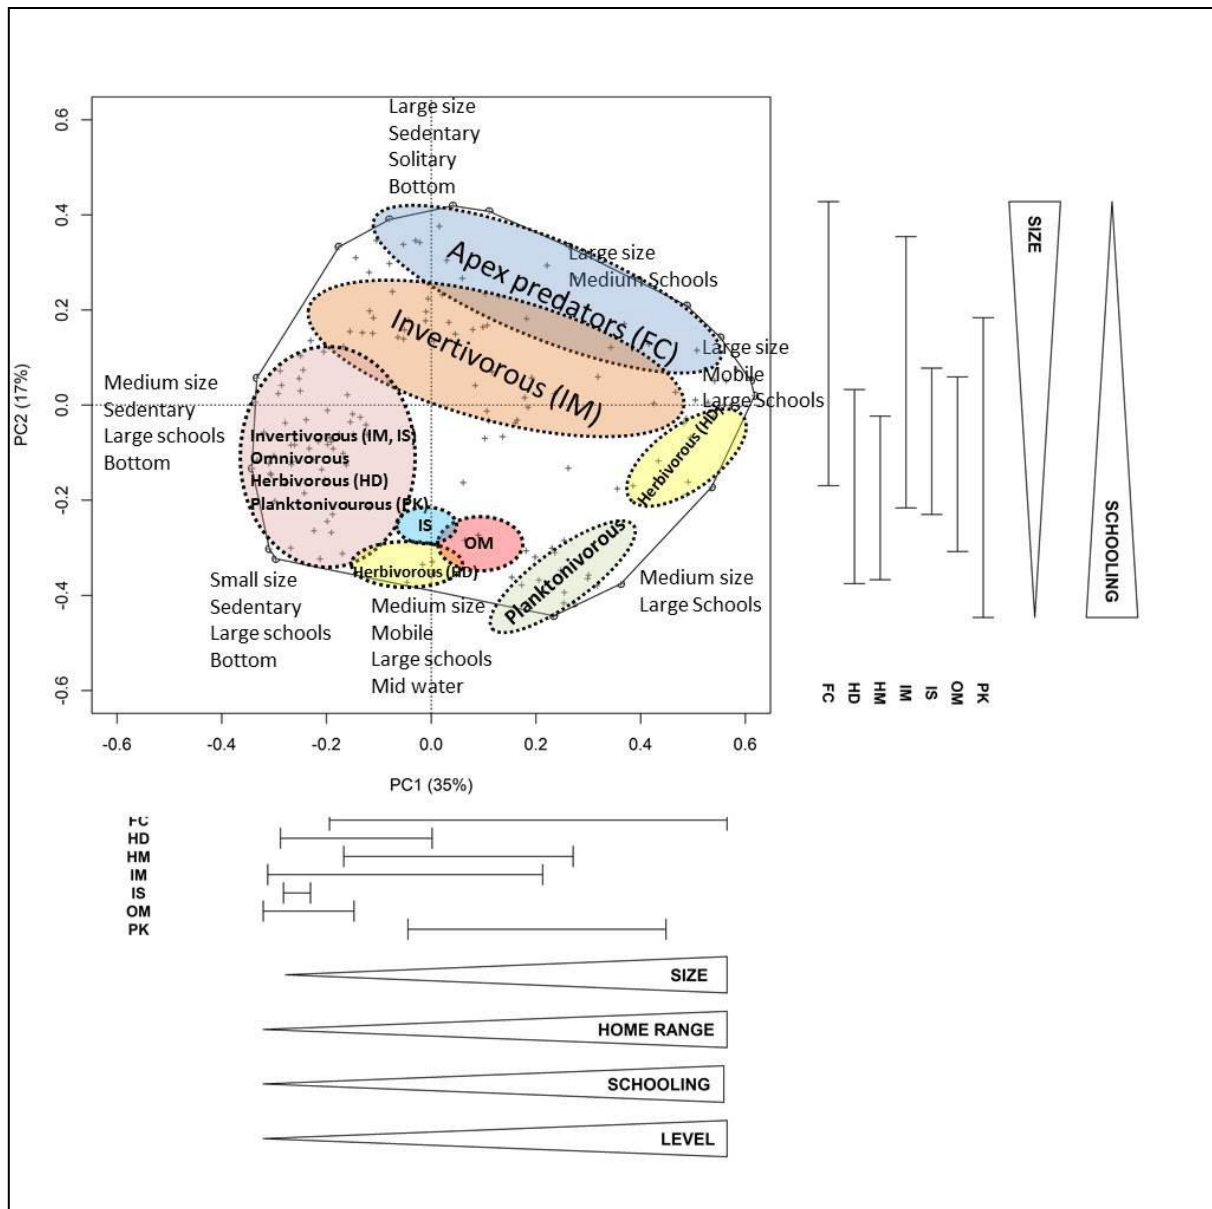 Large size
Sedentary
Solitary
Bottom
0.6
0.4
0.2
0.0
-0.2
-0.4
-0.6
PC2 (17%)
Apex predators (FC)
Large size
Medium Schools
Invertivorous (IM)
Large size
Mobile
Large Schools
Medium size
Sedentary
Large schools
Bottom
Invertivorous (IM, IS)
Omnivorous
Herbivorous (HD)
Planktonivourous (PK)
Herbivorous (HD)
IS
OM
Herbivorous (HD)
Planktonivorous
Small size
Sedentary
Large schools
Bottom
Medium size
Mobile
Large schools
Mid water
Medium size
Large Schools
-0.6 -0.4 -0.2 0.0 0.2 0.4 0.6
PC1 (35%)
SIZE
SCHOOLING
FC HD HM IM IS OM PK
FC
HD
HM
IM
IS
OM
PK
SIZE
HOME RANGE
SCHOOLING
LEVEL